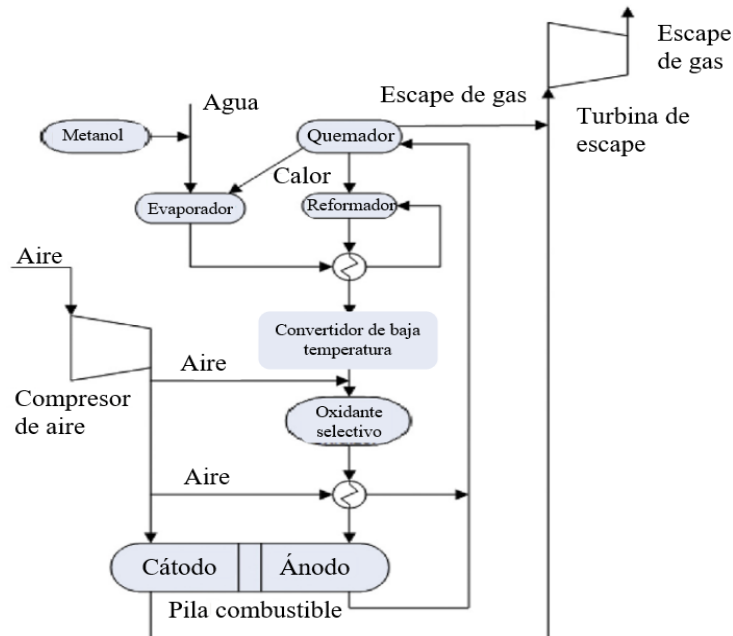 Escape
de gas
Agua
Escape de gas
Metanol
Quemador
Turbina de
escape
Calor
Evaporador
Reformador
Aire
Convertidor de baja
temperatura
Aire
Compresor
de aire
Oxidante
selectivo
Aire
Cátodo
Ánodo
Pila combustible